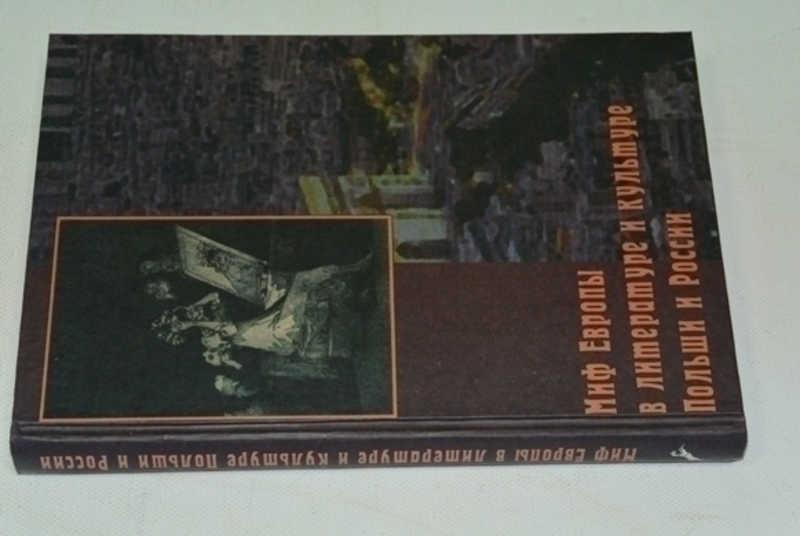 Миф Европы
в литературе и культуре
Польши и России
Миф Европы в литературе и культуре Польши и России